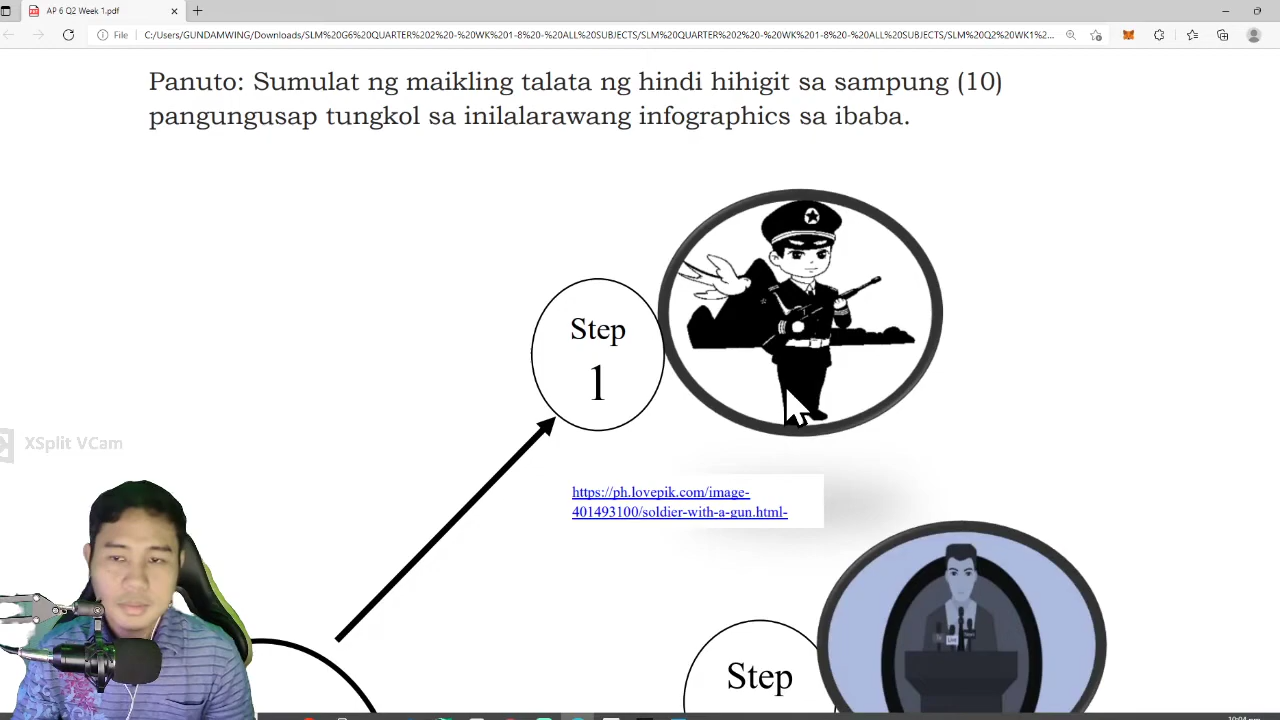 AP 6 Q2 Week 1.pdf
File
C:/Users/GUNDAMWING/Downloads/SLM%20G6%20QUARTER%202%20-%20WK%201-8%20-%20ALL%20SUBJECTS/SLM%20QUARTER%202%20-%20WK%201-8%20-%20ALL%20SUBJECTS/SLM%20Q2%20WK1%2...
Panuto: Sumulat ng maikling talata ng hindi hihigit sa sampung (10)
pangungusap tungkol sa inilalarawang infographics sa ibaba.
Step
1
XSplit VCam
https://ph.lovepik.com/image-
401493100/soldier-with-a-gun.html-
Live
Step